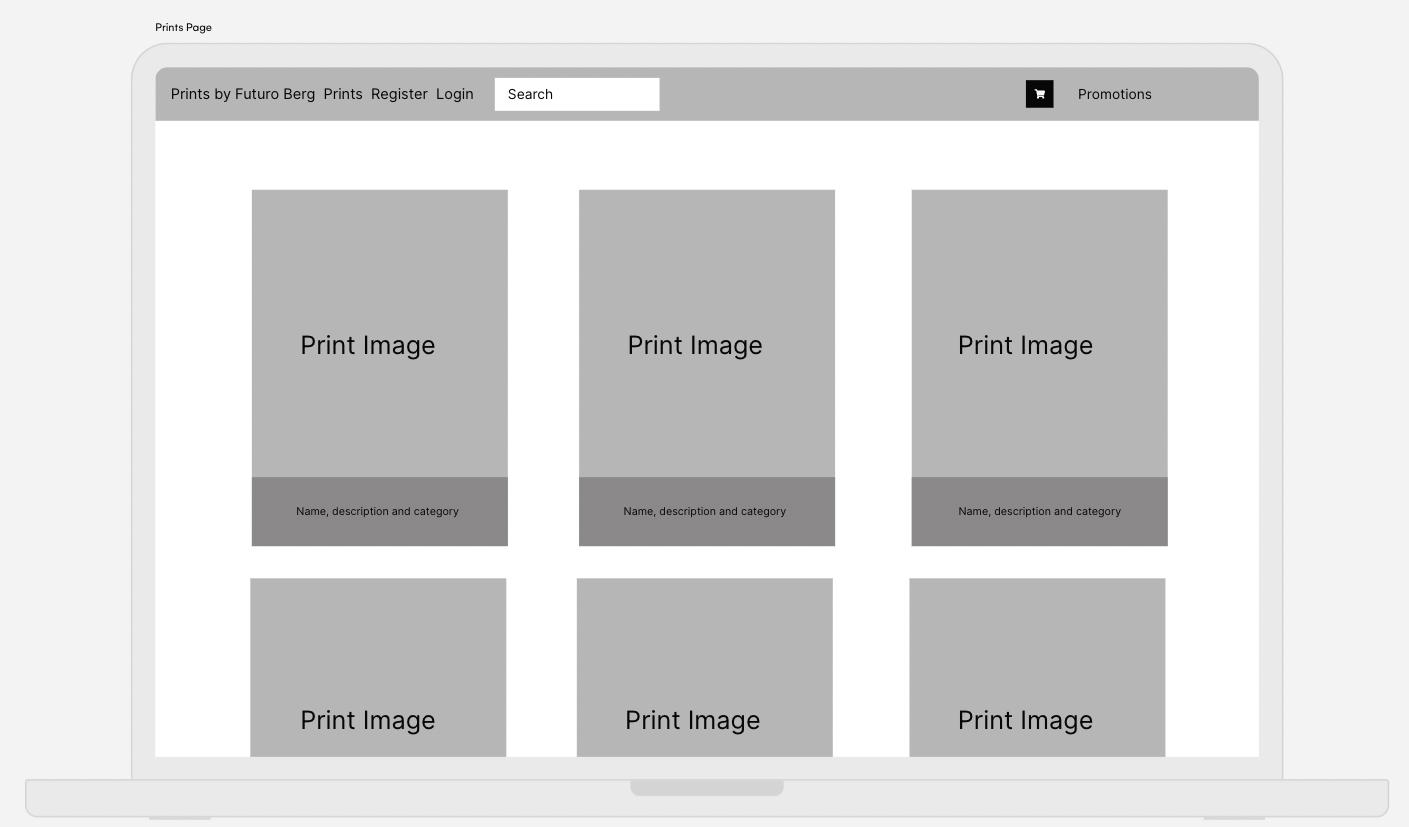 Prints Page
Prints by Futuro Berg Prints Register Login Search Promotions
Print Image Print Image Print Image
Name, description and category Name, description and category Name, description and category
Print Image Print Image Print Image